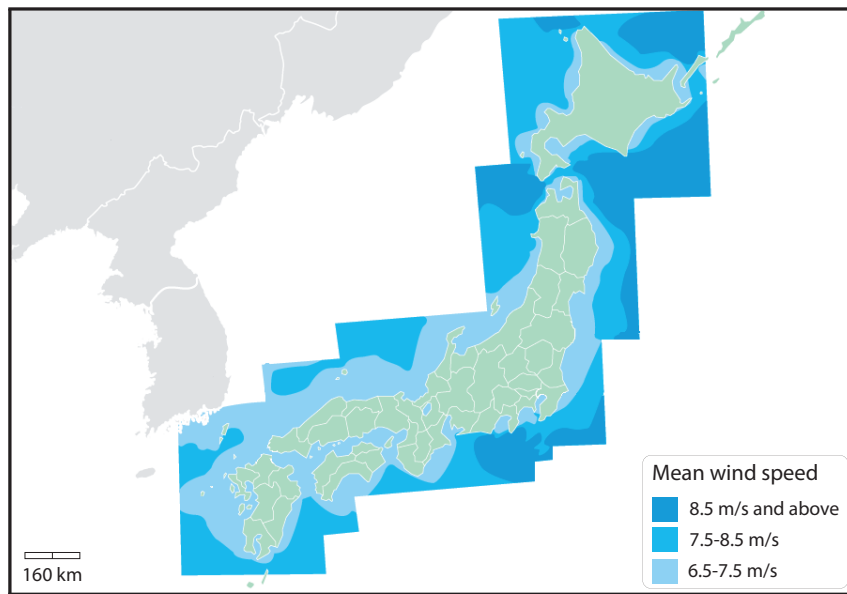 Mean wind speed
8.5 m/s and above
7.5-8.5 m/s
6.5-7.5 m/s
160 km